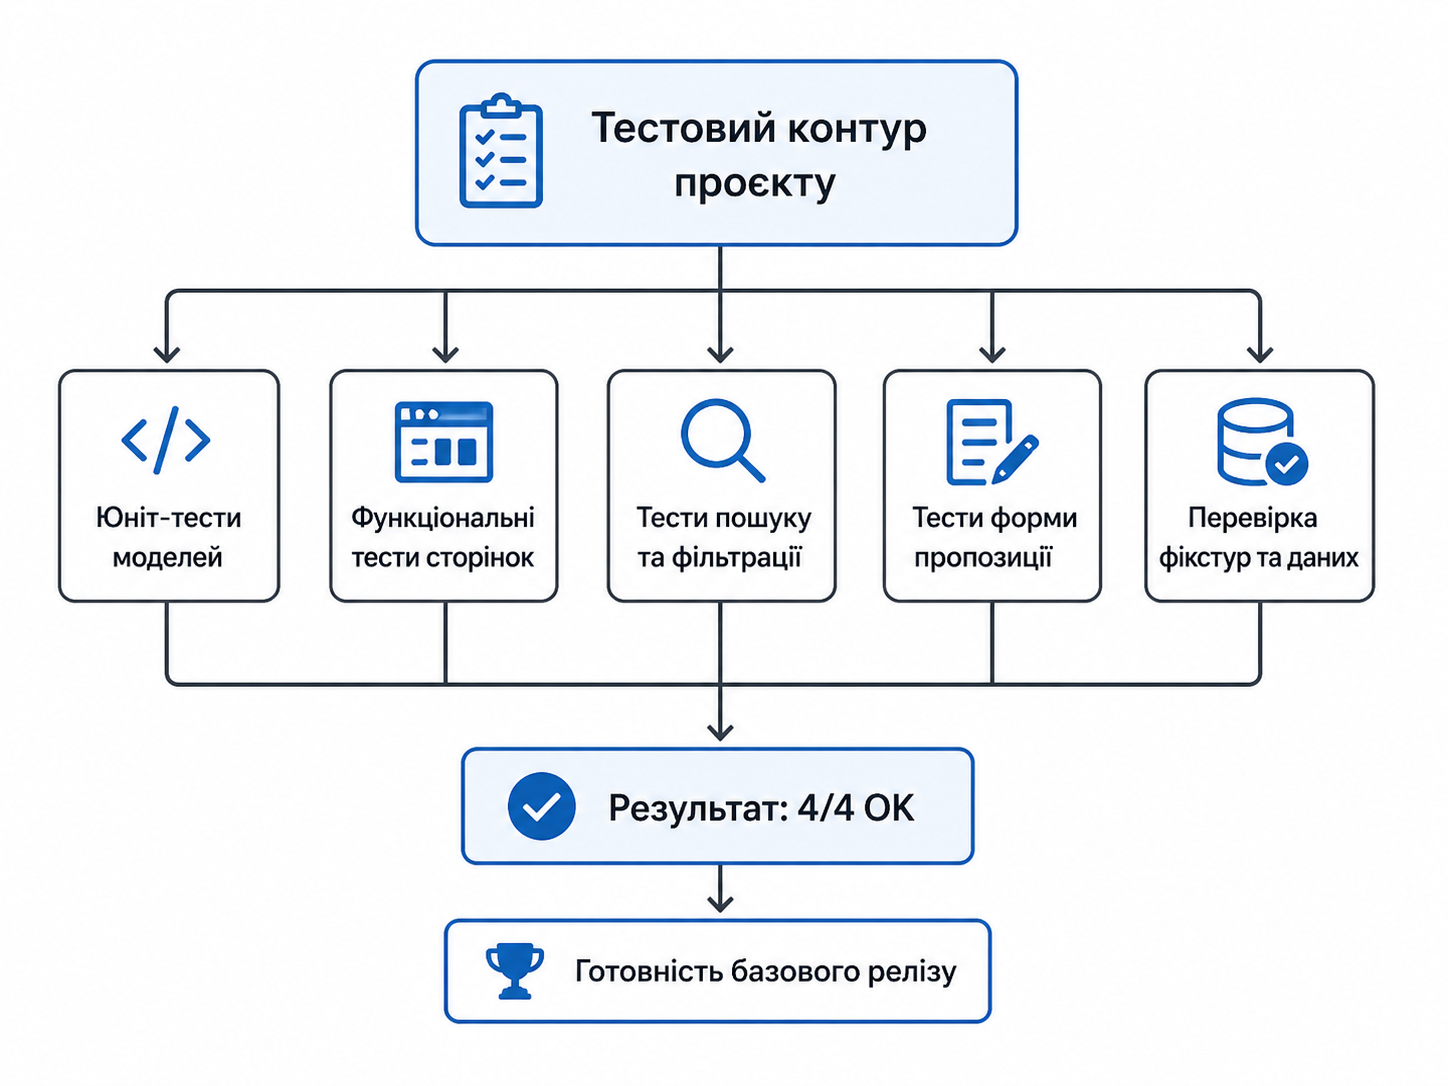 Тестовий контур
проєкту
Юніт-тести
моделей
Функціональні
тести сторінок
Тести пошуку
та фільтрації
Тести форми
пропозиції
Перевірка
фікстур та даних
Результат: 4/4 OK
Готовність базового релізу